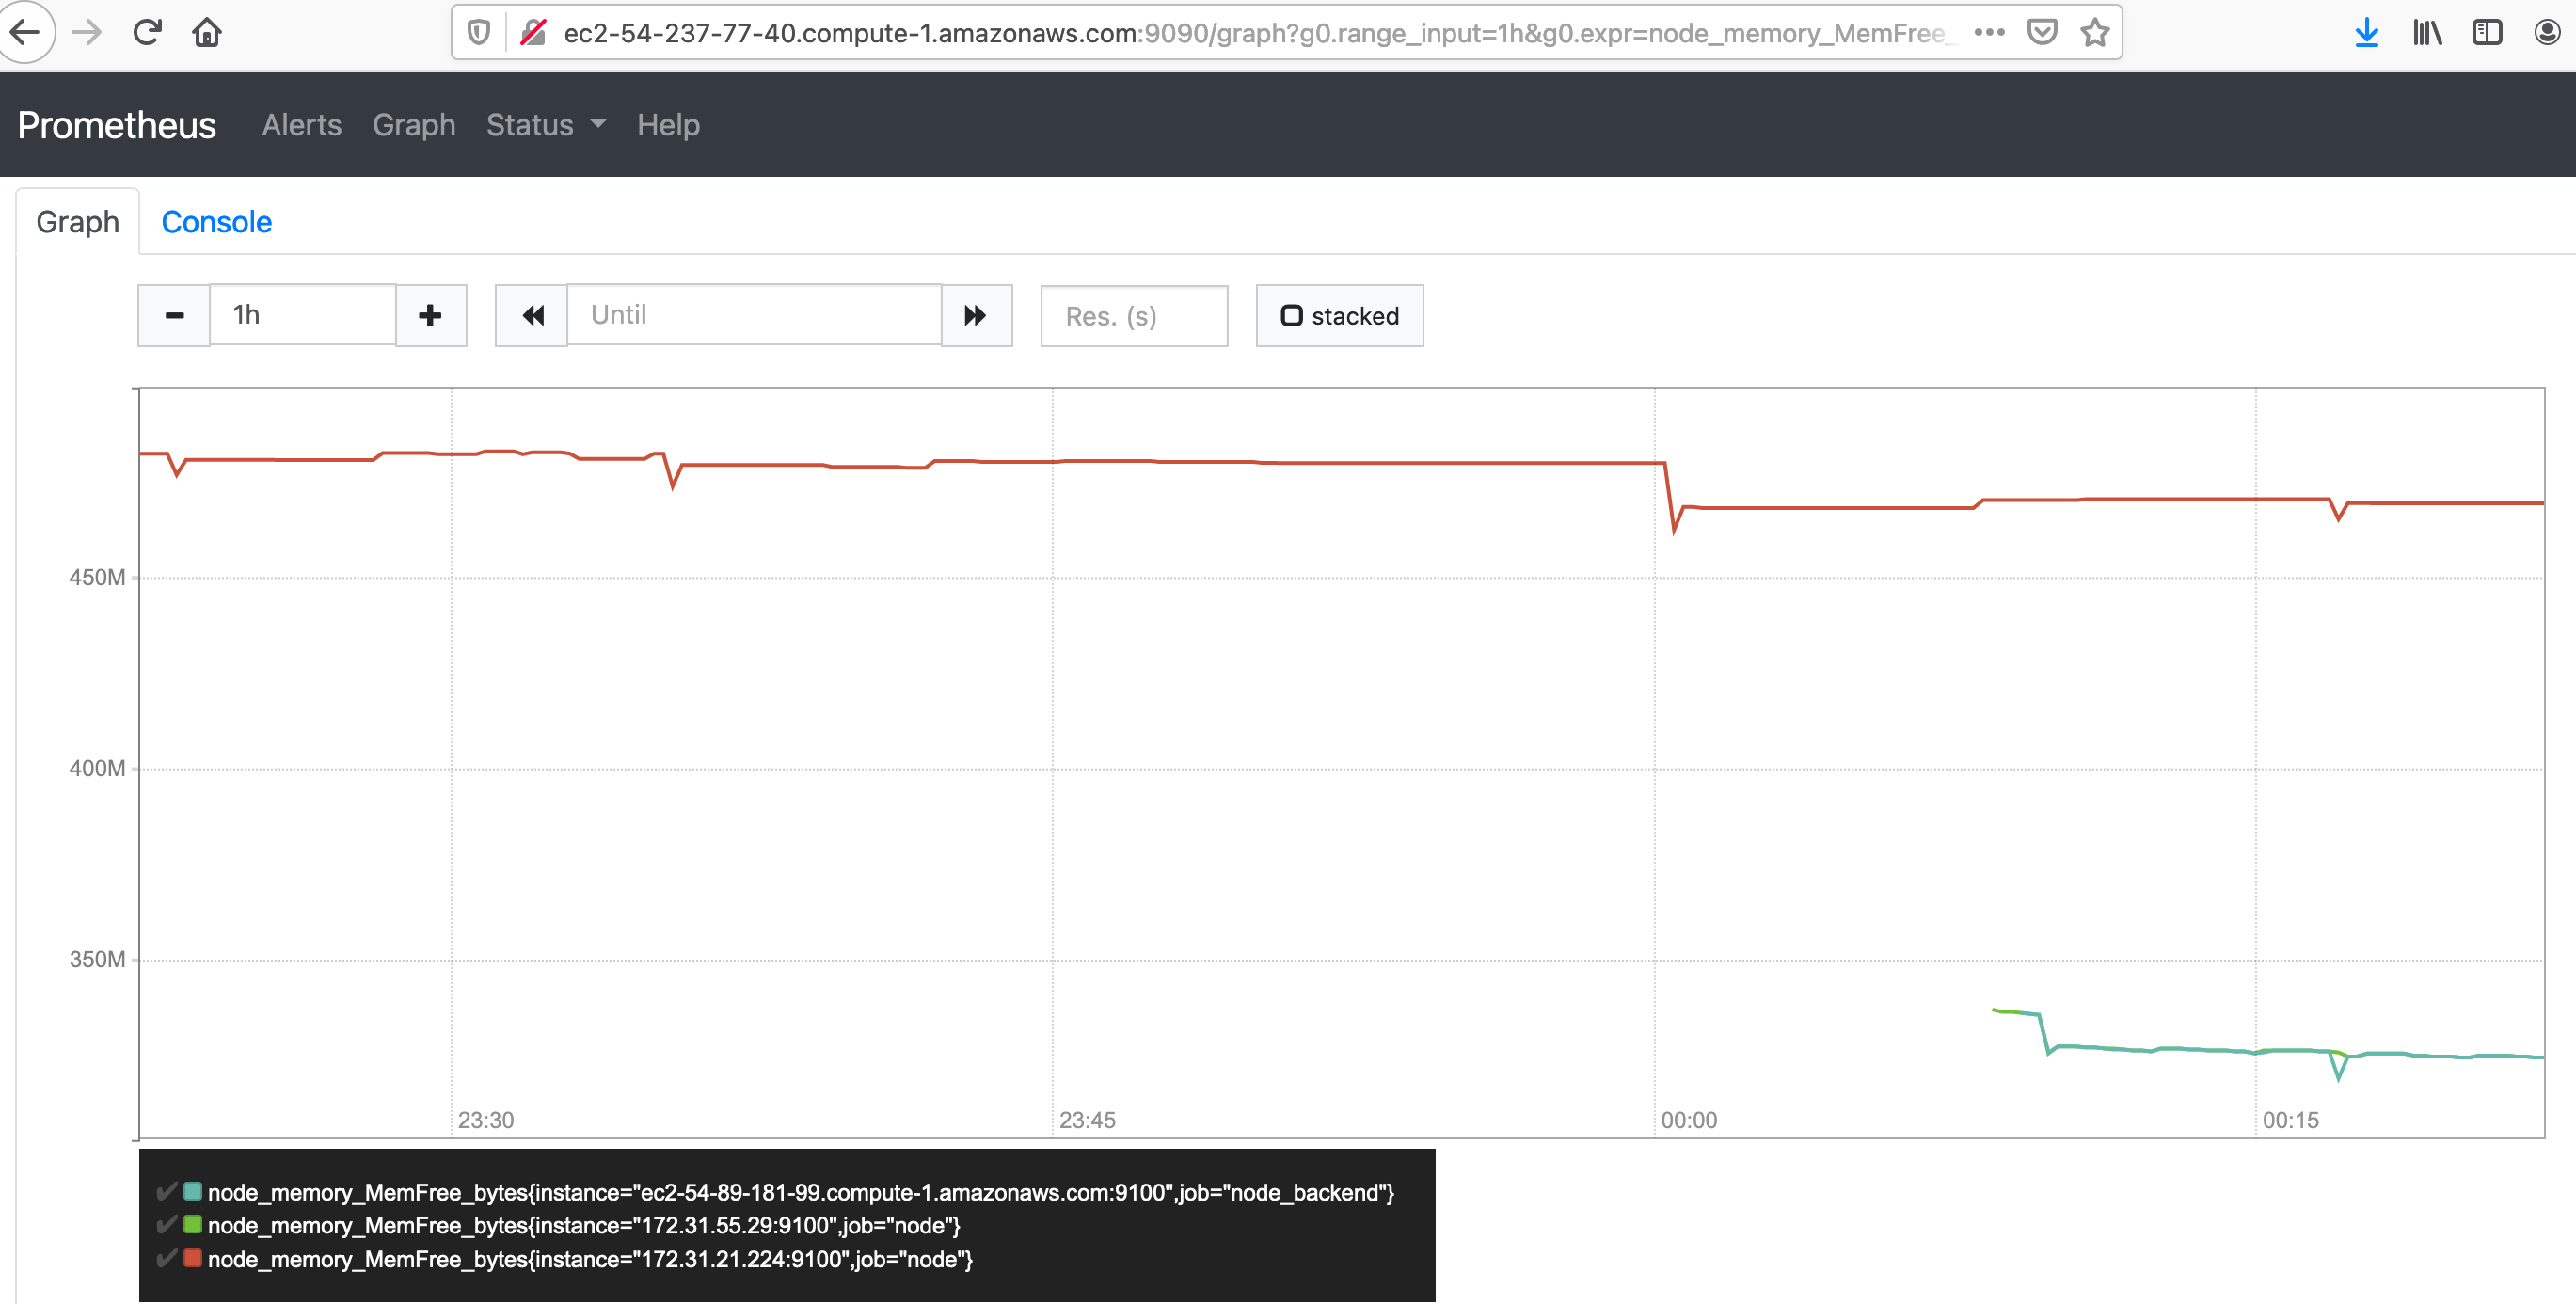 ec2-54-237-77-40.compute-1.amazonaws.com:9090/graph?g0.range_input=1h&g0.expr=node_memory_MemFree_
Prometheus Alerts Graph Status Help
Graph Console
1h Until Res. (s) stacked
450M
400M
350M
23:30 23:45 00:00 00:15
node_memory_MemFree_bytes{instance="ec2-54-89-181-99.compute-1.amazonaws.com:9100",job="node_backend"}
node_memory_MemFree_bytes{instance="172.31.55.29:9100",job="node"}
node_memory_MemFree_bytes{instance="172.31.21.224:9100",job="node"}